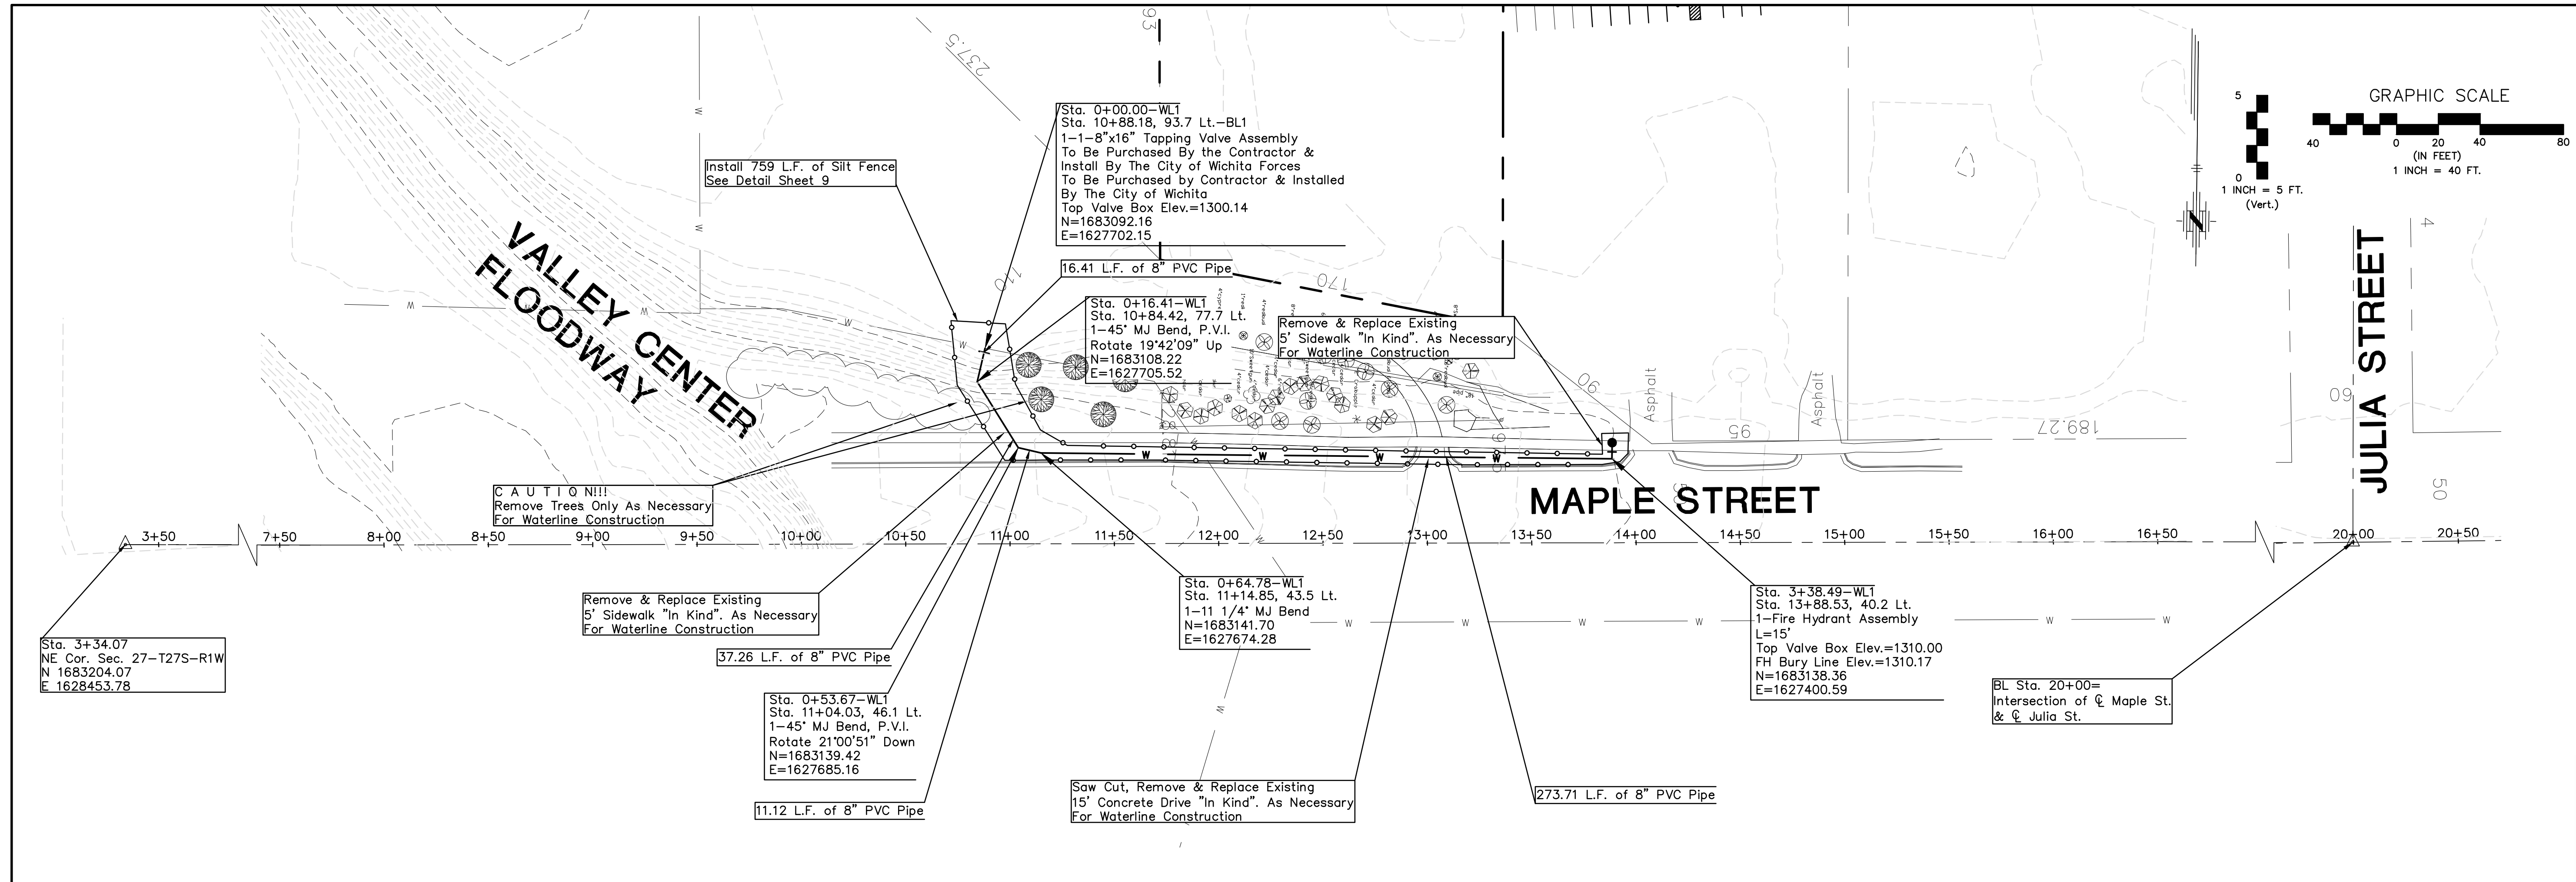 93
237.5
Sta. 0+00.00-WL1
Sta. 10+88.18, 93.7 Lt.-BL1
1-1-8"x16" Tapping Valve Assembly
To Be Purchased By the Contractor &
Install By The City of Wichita Forces
To Be Purchased by Contractor & Installed
By The City of Wichita
Top Valve Box Elev.=1300.14
N=1683092.16
E=1627702.15
5
0
1 INCH = 5 FT.
(Vert.)
GRAPHIC SCALE
40
0
20
40
80
(IN FEET)
1 INCH = 40 FT.
N
Install 759 L.F. of Silt Fence
See Detail Sheet 9
VALLEY CENTER
FLOODWAY
110
16.41 L.F. of 8" PVC Pipe
170
Sta. 0+16.41-WL1
Sta. 10+84.42, 77.7 Lt.
1-45° MJ Bend, P.V.I.
Rotate 19°42'09" Up
N=1683108.22
E=1627705.52
Remove & Replace Existing
5' Sidewalk "In Kind". As Necessary
For Waterline Construction
90
Asphalt
95
Asphalt
189.27
60
4
50
JULIA STREET
MAPLE STREET
W W W W
C A U T I O N!!!
Remove Trees Only As Necessary
For Waterline Construction
3+50
7+50
8+00
8+50
9+00
9+50
10+00
10+50
11+00
11+50
12+00
12+50
13+00
13+50
14+00
14+50
15+00
15+50
16+00
16+50
20+00
20+50
Sta. 3+34.07
NE Cor. Sec. 27-T27S-R1W
N 1683204.07
E 1628453.78
Remove & Replace Existing
5' Sidewalk "In Kind". As Necessary
For Waterline Construction
37.26 L.F. of 8" PVC Pipe
Sta. 0+53.67-WL1
Sta. 11+04.03, 46.1 Lt.
1-45° MJ Bend, P.V.I.
Rotate 21°00'51" Down
N=1683139.42
E=1627685.16
11.12 L.F. of 8" PVC Pipe
Sta. 0+64.78-WL1
Sta. 11+14.85, 43.5 Lt.
1-11 1/4° MJ Bend
N=1683141.70
E=1627674.28
W W W W W W
Saw Cut, Remove & Replace Existing
15' Concrete Drive "In Kind". As Necessary
For Waterline Construction
273.71 L.F. of 8" PVC Pipe
Sta. 3+38.49-WL1
Sta. 13+88.53, 40.2 Lt.
1-Fire Hydrant Assembly
L=15'
Top Valve Box Elev.=1310.00
FH Bury Line Elev.=1310.17
N=1683138.36
E=1627400.59
BL Sta. 20+00=
Intersection of ℄ Maple St.
& ℄ Julia St.